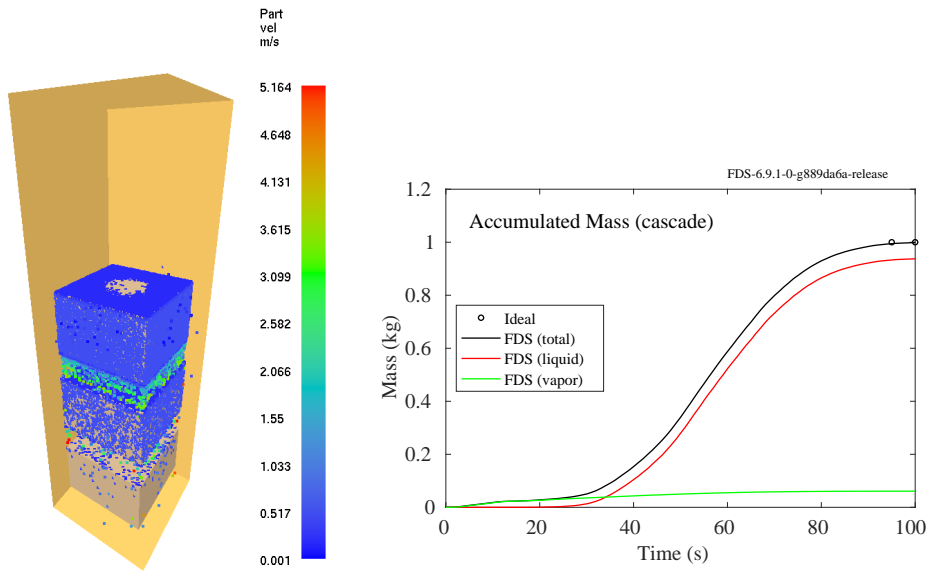 Part
vel
m/s
5.164
4.648
4.131
3.615
3.099
2.582
2.066
1.55
1.033
0.517
0.001
FDS-6.9.1-0-g889da6a-release
Accumulated Mass (cascade)
Ideal
FDS (total)
FDS (liquid)
FDS (vapor)
Mass (kg)
1.2
1
0.8
0.6
0.4
0.2
0
0
20
40
60
80
100
Time (s)